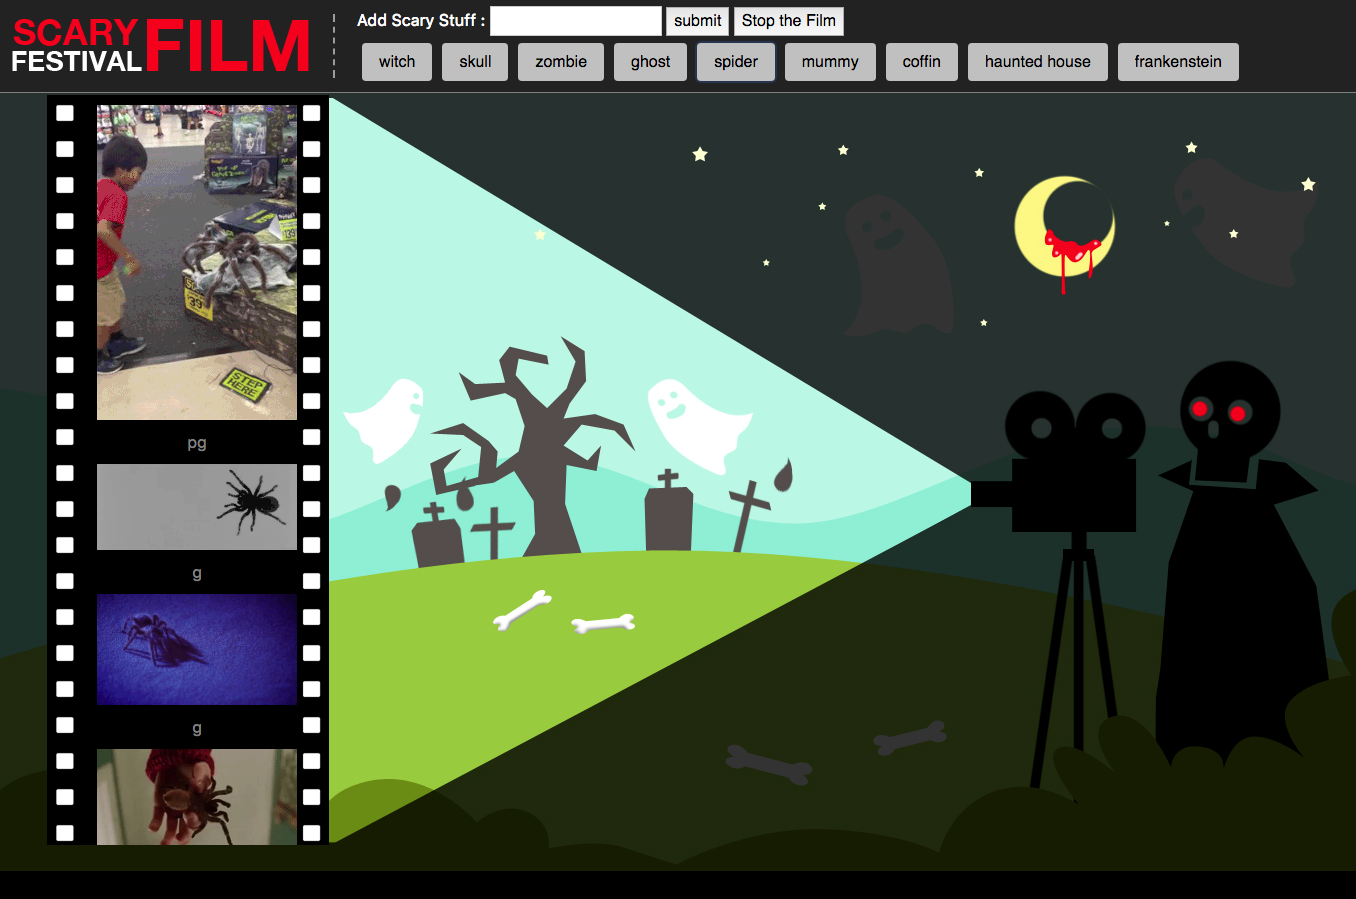 SCARY
FESTIVAL
FILM
Add Scary Stuff :
submit
Stop the Film
witch
skull
zombie
ghost
spider
mummy
coffin
haunted house
frankenstein
39
STEP
HERE
pg
g
g